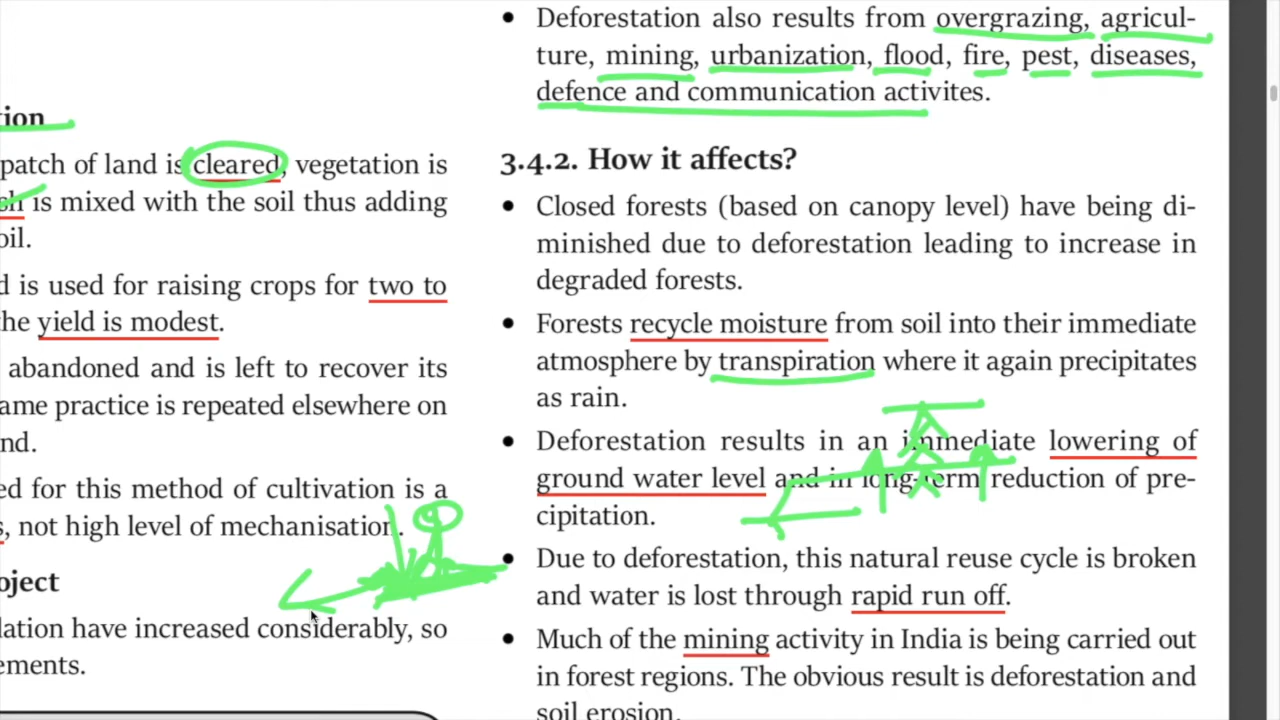 tion
patch of land is cleared, vegetation is
is mixed with the soil thus adding
oil.
d is used for raising crops for two to
the yield is modest.
abandoned and is left to recover its
ame practice is repeated elsewhere on
nd.
ed for this method of cultivation is a
s, not high level of mechanisation.
oject
lation have increased considerably, so
ements.
• Deforestation also results from overgrazing, agricul-
ture, mining, urbanization, flood, fire, pest, diseases,
defence and communication activites.
3.4.2. How it affects?
• Closed forests (based on canopy level) have being di-
minished due to deforestation leading to increase in
degraded forests.
• Forests recycle moisture from soil into their immediate
atmosphere by transpiration where it again precipitates
as rain.
• Deforestation results in an immediate lowering of
ground water level and in long-term reduction of pre-
cipitation.
• Due to deforestation, this natural reuse cycle is broken
and water is lost through rapid run off.
• Much of the mining activity in India is being carried out
in forest regions. The obvious result is deforestation and
soil erosion.